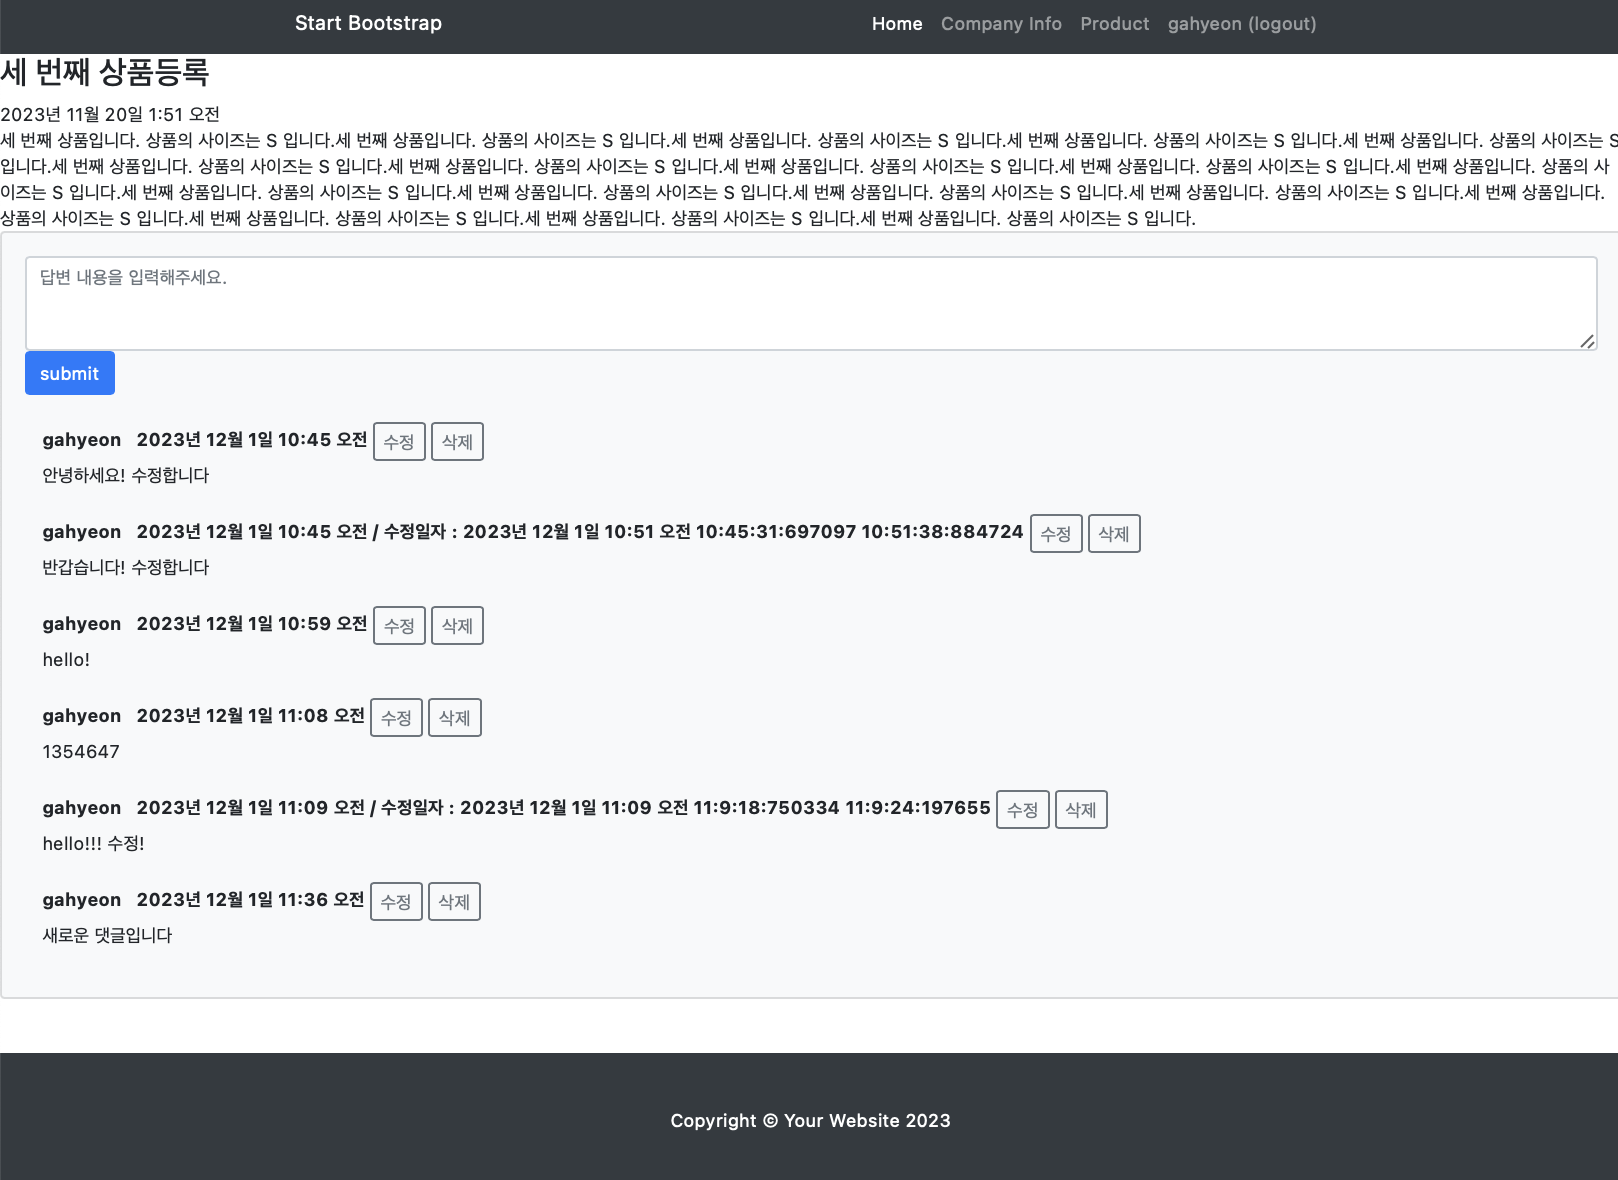 Start Bootstrap Home Company Info Product gahyeon (logout)
세 번째 상품등록
2023년 11월 20일 1:51 오전
세 번째 상품입니다. 상품의 사이즈는 S 입니다.세 번째 상품입니다. 상품의 사이즈는 S 입니다.세 번째 상품입니다. 상품의 사이즈는 S 입니다.세 번째 상품입니다. 상품의 사이즈는 S 입니다.세 번째 상품입니다. 상품의 사이즈는 S
입니다.세 번째 상품입니다. 상품의 사이즈는 S 입니다.세 번째 상품입니다. 상품의 사이즈는 S 입니다.세 번째 상품입니다. 상품의 사이즈는 S 입니다.세 번째 상품입니다. 상품의 사이즈는 S 입니다.세 번째 상품입니다. 상품의 사
이즈는 S 입니다.세 번째 상품입니다. 상품의 사이즈는 S 입니다.세 번째 상품입니다. 상품의 사이즈는 S 입니다.세 번째 상품입니다. 상품의 사이즈는 S 입니다.세 번째 상품입니다. 상품의 사이즈는 S 입니다.세 번째 상품입니다.
상품의 사이즈는 S 입니다.세 번째 상품입니다. 상품의 사이즈는 S 입니다.세 번째 상품입니다. 상품의 사이즈는 S 입니다.세 번째 상품입니다. 상품의 사이즈는 S 입니다.
답변 내용을 입력해주세요.
submit
gahyeon 2023년 12월 1일 10:45 오전 수정 삭제
안녕하세요! 수정합니다
gahyeon 2023년 12월 1일 10:45 오전 / 수정일자 : 2023년 12월 1일 10:51 오전 10:45:31:697097 10:51:38:884724 수정 삭제
반갑습니다! 수정합니다
gahyeon 2023년 12월 1일 10:59 오전 수정 삭제
hello!
gahyeon 2023년 12월 1일 11:08 오전 수정 삭제
1354647
gahyeon 2023년 12월 1일 11:09 오전 / 수정일자 : 2023년 12월 1일 11:09 오전 11:9:18:750334 11:9:24:197655 수정 삭제
hello!!! 수정!
gahyeon 2023년 12월 1일 11:36 오전 수정 삭제
새로운 댓글입니다
Copyright © Your Website 2023